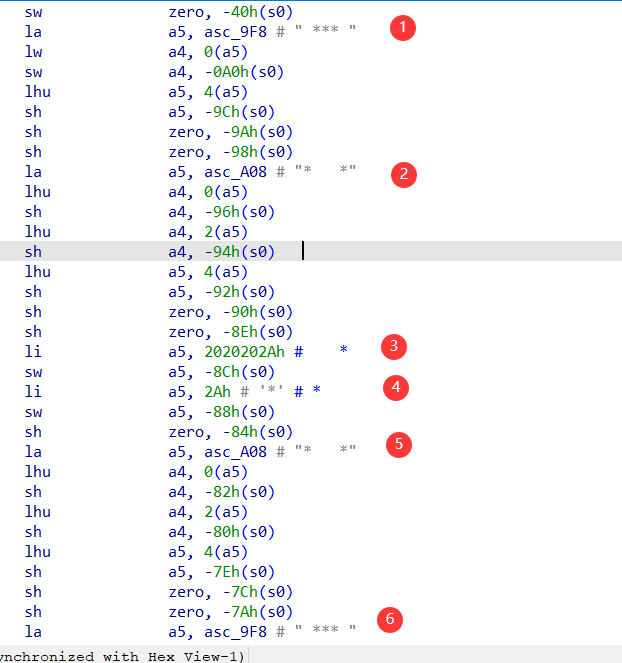 sw zero, -40h(s0)
la a5, asc_9F8 # " *** " 1
lw a4, 0(a5)
sw a4, -0A0h(s0)
lhu a5, 4(a5)
sh a5, -9Ch(s0)
sh zero, -9Ah(s0)
sh zero, -98h(s0)
la a5, asc_A08 # "*   *" 2
lhu a4, 0(a5)
sh a4, -96h(s0)
lhu a4, 2(a5)
sh a4, -94h(s0)
lhu a5, 4(a5)
sh a5, -92h(s0)
sh zero, -90h(s0)
sh zero, -8Eh(s0)
li a5, 2020202Ah #    * 3
sw a5, -8Ch(s0)
li a5, 2Ah # '*' # * 4
sw a5, -88h(s0)
sh zero, -84h(s0)
la a5, asc_A08 # "*   *" 5
lhu a4, 0(a5)
sh a4, -82h(s0)
lhu a4, 2(a5)
sh a4, -80h(s0)
lhu a5, 4(a5)
sh a5, -7Eh(s0)
sh zero, -7Ch(s0)
sh zero, -7Ah(s0)
la a5, asc_9F8 # " *** " 6
ynchronized with Hex View-1)